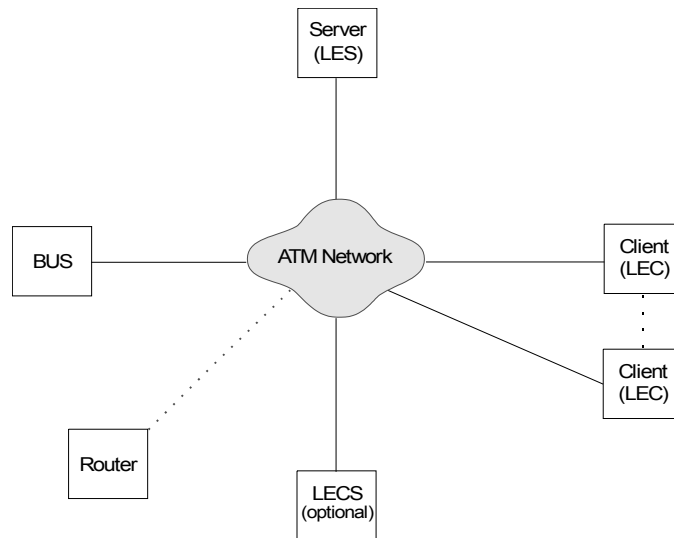 Server
(LES)
BUS
ATM Network
Client
(LEC)
Client
(LEC)
Router
LECS
(optional)